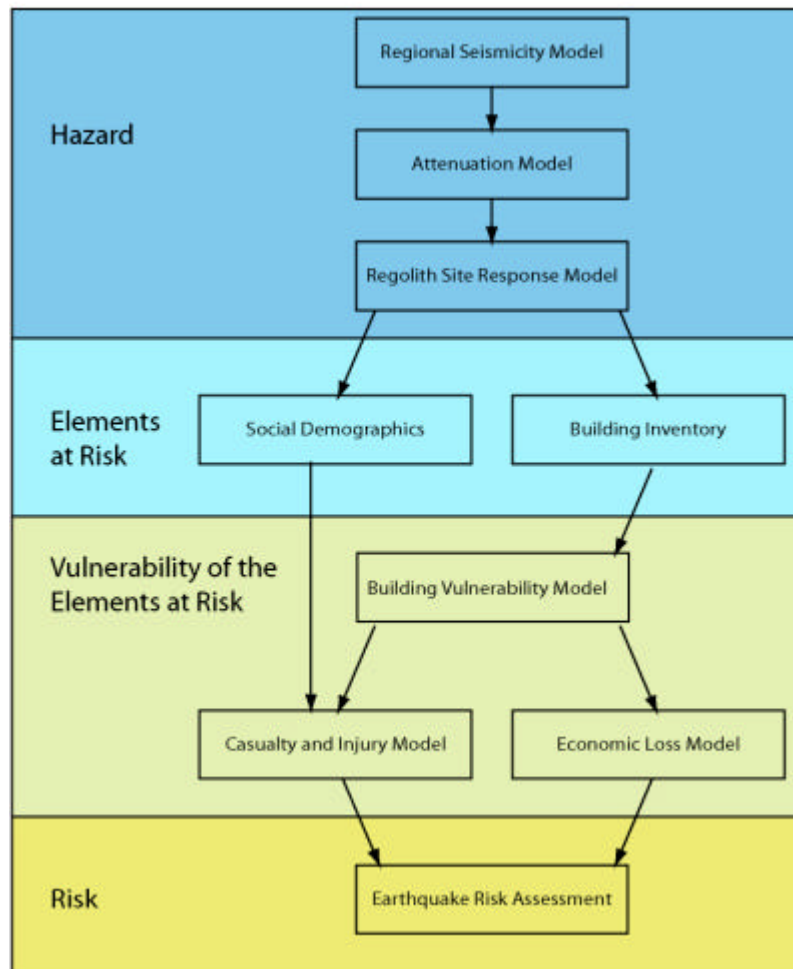 Regional Seismicity Model
Hazard
Attenuation Model
Regolith Site Response Model
Elements
at Risk
Social Demographics
Building Inventory
Vulnerability of the
Elements at Risk
Building Vulnerability Model
Casualty and Injury Model
Economic Loss Model
Risk
Earthquake Risk Assessment